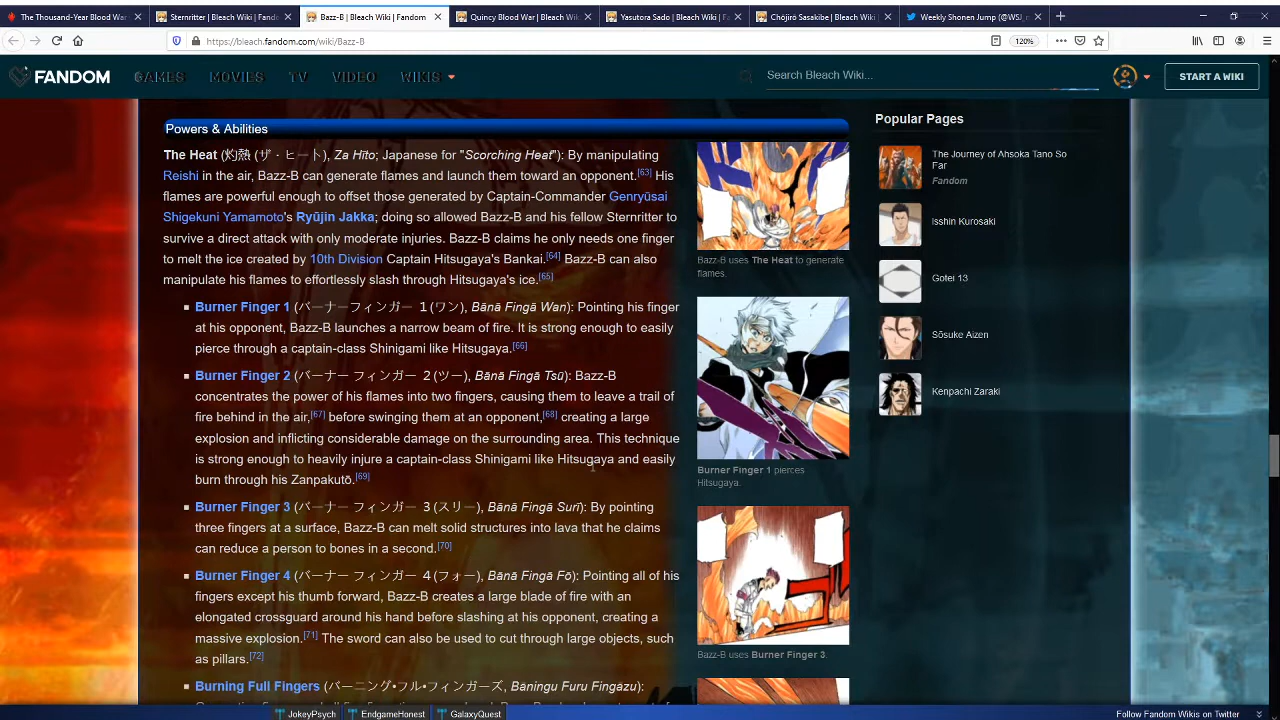 The Thousand-Year Blood War
Sternritter | Bleach Wiki | Fando
Bazz-B | Bleach Wiki | Fandom
Quincy Blood War | Bleach Wiki
Yasutora Sado | Bleach Wiki | Fa
Chōjirō Sasakibe | Bleach Wiki
Weekly Shonen Jump (@WSJ_
https://bleach.fandom.com/wiki/Bazz-B
120%
FANDOM
GAMES
MOVIES
TV
VIDEO
WIKIS
Search Bleach Wiki...
START A WIKI
Powers & Abilities
The Heat (灼熱 (ザ・ヒート), Za Hīto; Japanese for "Scorching Heat"): By manipulating
Reishi in the air, Bazz-B can generate flames and launch them toward an opponent.[63] His
flames are powerful enough to offset those generated by Captain-Commander Genryūsai
Shigekuni Yamamoto's Ryūjin Jakka; doing so allowed Bazz-B and his fellow Sternritter to
survive a direct attack with only moderate injuries. Bazz-B claims he only needs one finger
to melt the ice created by 10th Division Captain Hitsugaya's Bankai.[64] Bazz-B can also
manipulate his flames to effortlessly slash through Hitsugaya's ice.[65]
Burner Finger 1 (バーナーフィンガー １(ワン), Bānā Fingā Wan): Pointing his finger
at his opponent, Bazz-B launches a narrow beam of fire. It is strong enough to easily
pierce through a captain-class Shinigami like Hitsugaya.[66]
Burner Finger 2 (バーナー フィンガー ２(ツー), Bānā Fingā Tsū): Bazz-B
concentrates the power of his flames into two fingers, causing them to leave a trail of
fire behind in the air,[67] before swinging them at an opponent,[68] creating a large
explosion and inflicting considerable damage on the surrounding area. This technique
is strong enough to heavily injure a captain-class Shinigami like Hitsugaya and easily
burn through his Zanpakutō.[69]
Burner Finger 3 (バーナー フィンガー ３(スリー), Bānā Fingā Surī): By pointing
three fingers at a surface, Bazz-B can melt solid structures into lava that he claims
can reduce a person to bones in a second.[70]
Burner Finger 4 (バーナー フィンガー ４(フォー), Bānā Fingā Fō): Pointing all of his
fingers except his thumb forward, Bazz-B creates a large blade of fire with an
elongated crossguard around his hand before slashing at his opponent, creating a
massive explosion.[71] The sword can also be used to cut through large objects, such
as pillars.[72]
Burning Full Fingers (バーニング•フル•フィンガーズ, Bāningu Furu Fingāzu):
Bazz-B uses The Heat to generate
flames.
Burner Finger 1 pierces
Hitsugaya.
Bazz-B uses Burner Finger 3.
Popular Pages
The Journey of Ahsoka Tano So
Far
Fandom
Isshin Kurosaki
Gotei 13
Sōsuke Aizen
Kenpachi Zaraki
JokeyPsych
EndgameHonest
GalaxyQuest
Follow Fandom Wikis on Twitter